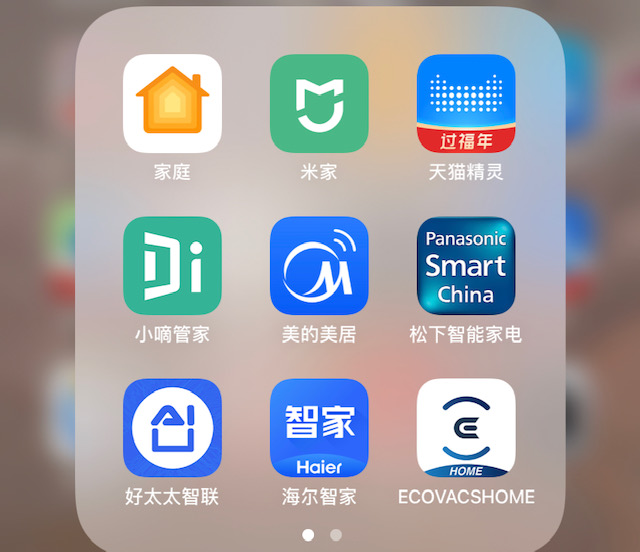 家庭
米家
过福年
天猫精灵
Di
小嘀管家
美的美居
Panasonic
Smart
China
松下智能家电
AI
好太太智联
智家
Haier
海尔智家
HOME
ECOVACSHOME